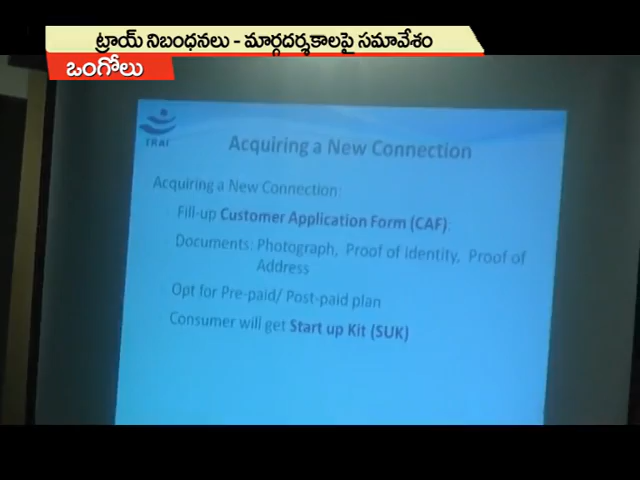 ట్రాయ్ నిబంధనలు - మార్గదర్శకాలపై సమావేశం
ఒంగోలు
TRAI
Acquiring a New Connection
Acquiring a New Connection:
Fill-up Customer Application Form (CAF):
Documents: Photograph, Proof of Identity, Proof of
Address
Opt for Pre-paid/ Post-paid plan
Consumer will get Start up Kit (SUK)